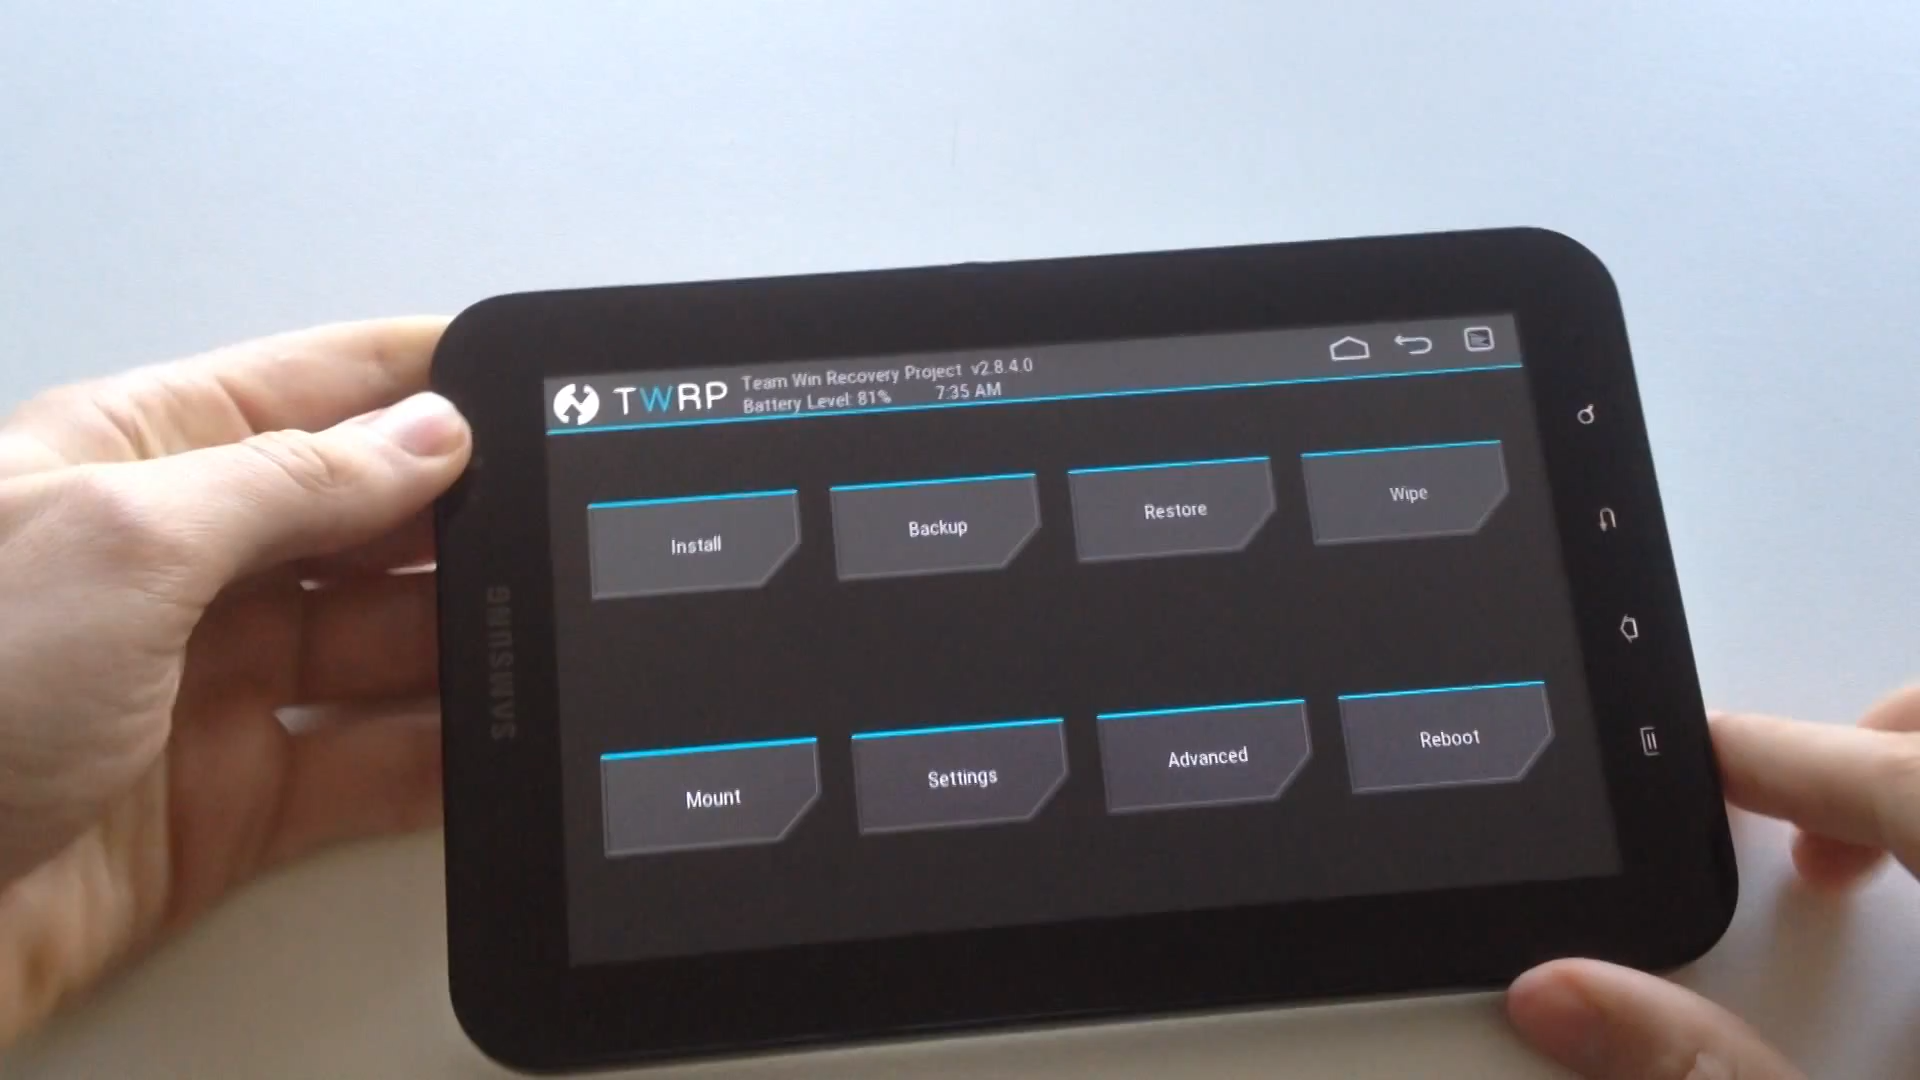 TWRP
Team Win Recovery Project v2.8.4.0
Battery Level: 81% 7:35 AM
Install
Backup
Restore
Wipe
Mount
Settings
Advanced
Reboot
SAMSUNG